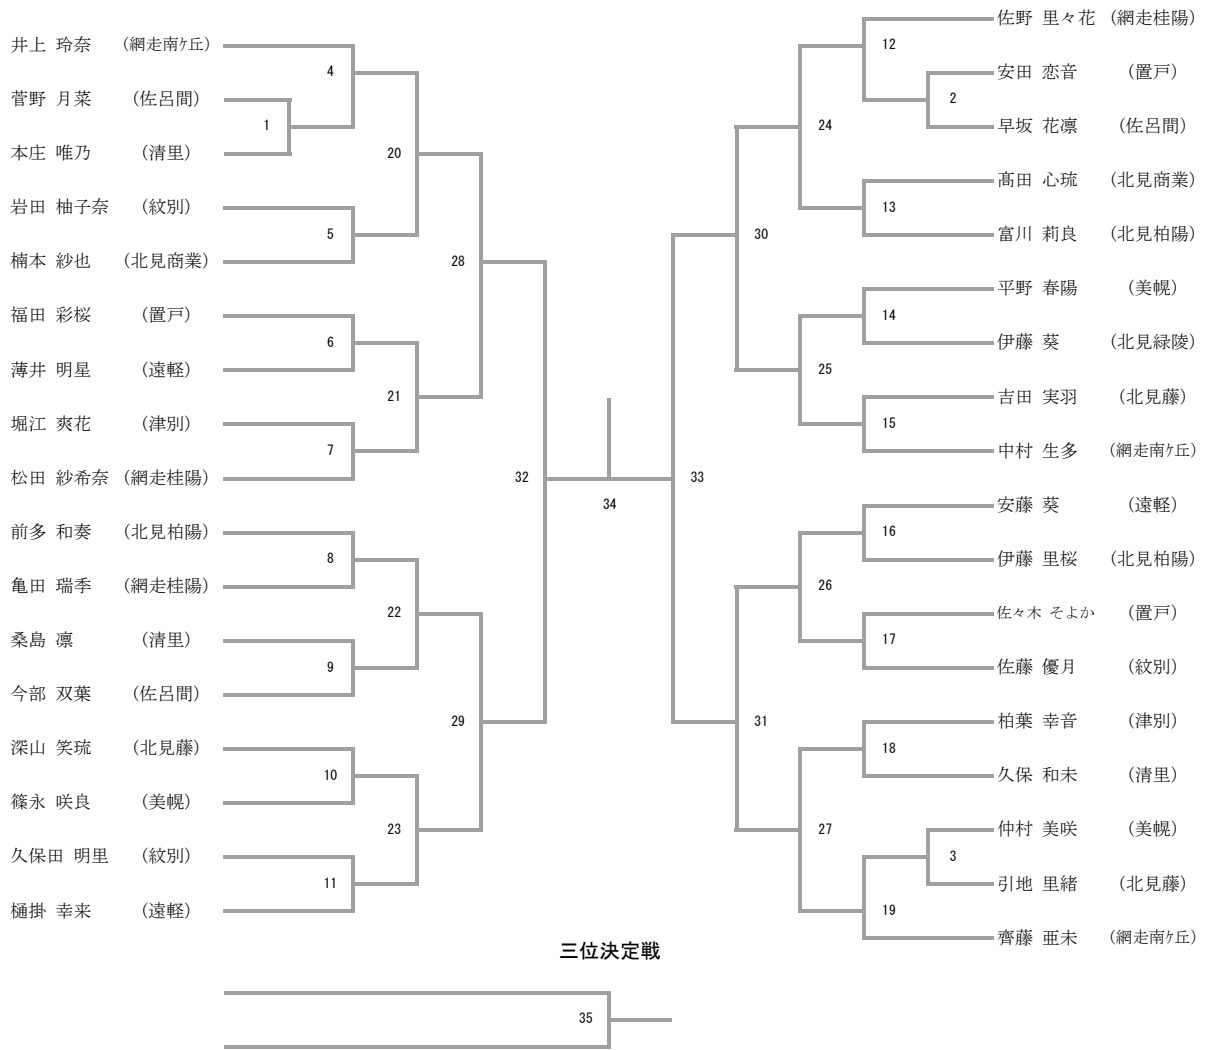 井上 玲奈 (網走南ケ丘)
4
菅野 月菜 (佐呂間)
1
本庄 唯乃 (清里)
20
岩田 柚子奈 (紋別)
5
楠本 紗也 (北見商業)
28
福田 彩桜 (置戸)
6
薄井 明星 (遠軽)
21
堀江 爽花 (津別)
7
松田 紗希奈 (網走桂陽)
32
前多 和奏 (北見柏陽)
8
亀田 瑞季 (網走桂陽)
22
桑島 凛 (清里)
9
今部 双葉 (佐呂間)
29
深山 笑琉 (北見藤)
10
篠永 咲良 (美幌)
23
久保田 明里 (紋別)
11
樋掛 幸来 (遠軽)
34
佐野 里々花 (網走桂陽)
12
安田 恋音 (置戸)
2
早坂 花凛 (佐呂間)
24
髙田 心琉 (北見商業)
13
富川 莉良 (北見柏陽)
30
平野 春陽 (美幌)
14
伊藤 葵 (北見緑陵)
25
吉田 実羽 (北見藤)
15
中村 生多 (網走南ケ丘)
33
安藤 葵 (遠軽)
16
伊藤 里桜 (北見柏陽)
26
佐々木 そよか (置戸)
17
佐藤 優月 (紋別)
31
柏葉 幸音 (津別)
18
久保 和未 (清里)
27
仲村 美咲 (美幌)
3
引地 里緒 (北見藤)
19
齊藤 亜未 (網走南ケ丘)
三位決定戦
35